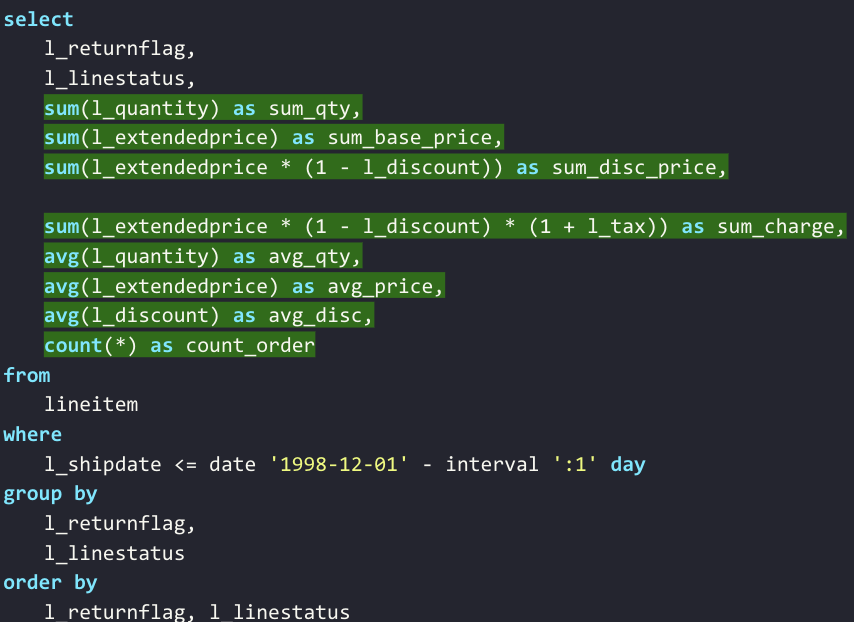 select
l_returnflag,
l_linestatus,
sum(l_quantity) as sum_qty,
sum(l_extendedprice) as sum_base_price,
sum(l_extendedprice * (1 - l_discount)) as sum_disc_price,
sum(l_extendedprice * (1 - l_discount) * (1 + l_tax)) as sum_charge,
avg(l_quantity) as avg_qty,
avg(l_extendedprice) as avg_price,
avg(l_discount) as avg_disc,
count(*) as count_order
from
lineitem
where
l_shipdate <= date '1998-12-01' - interval ':1' day
group by
l_returnflag,
l_linestatus
order by
l_returnflag, l_linestatus